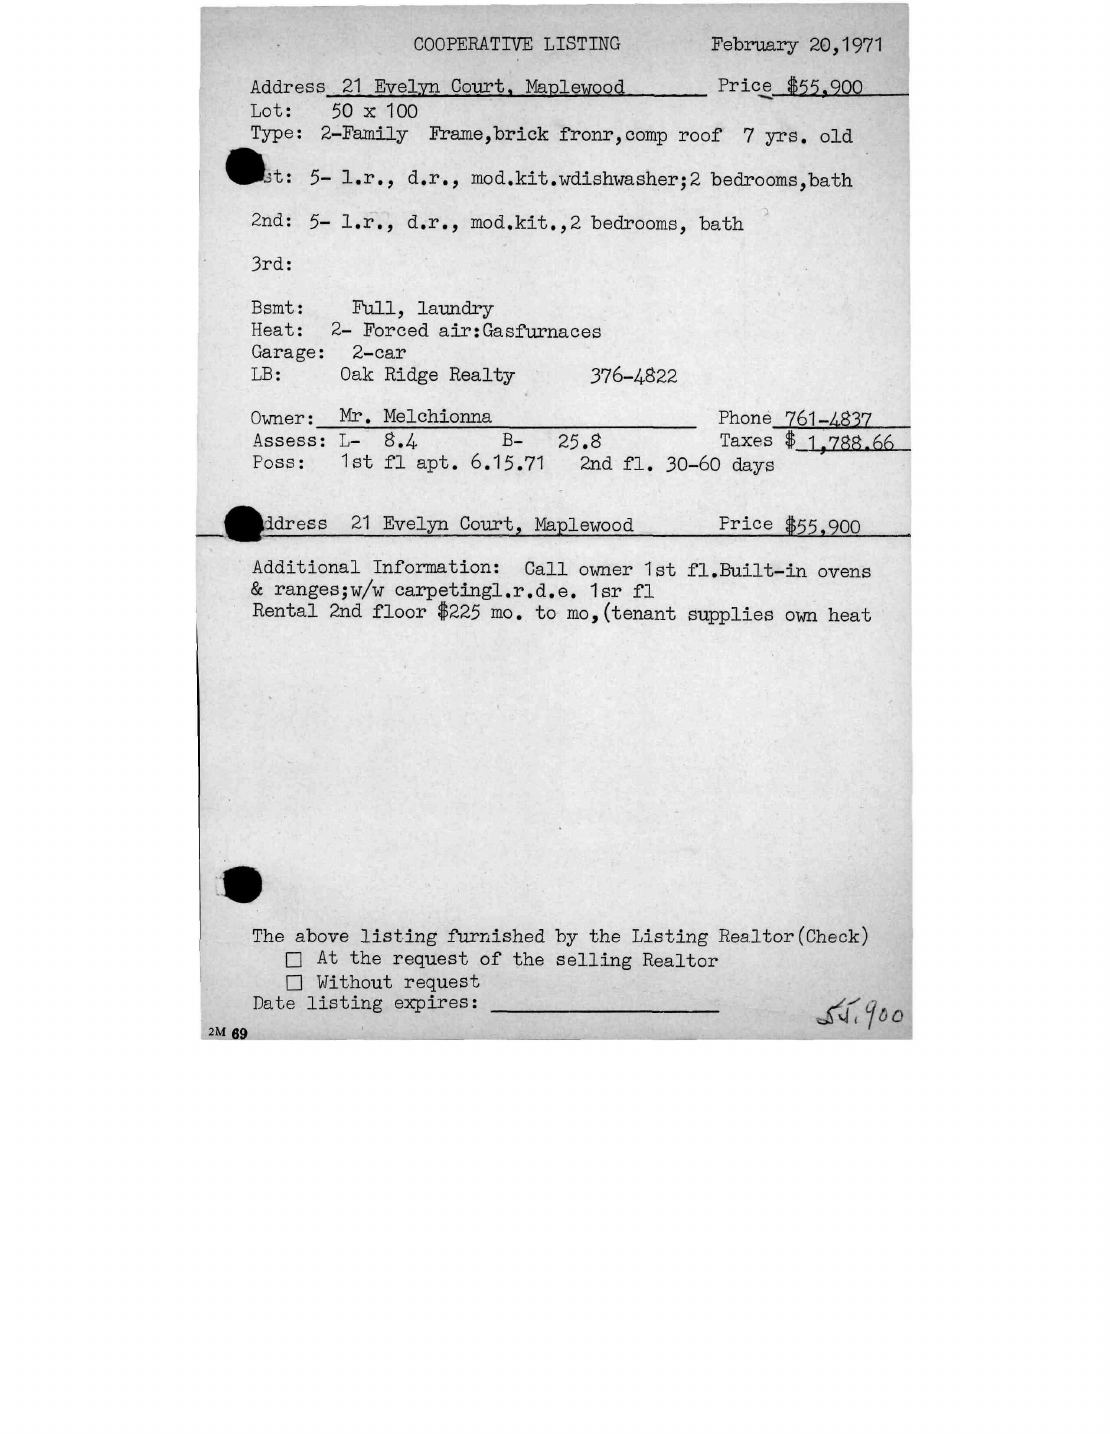 COOPERATIVE LISTING February 20,1971
Address 21 Evelyn Court, Maplewood Price $55,900
Lot: 50 x 100
Type: 2-Family Frame,brick fronr,comp roof 7 yrs. old
st: 5- l.r., d.r., mod.kit.wdishwasher;2 bedrooms,bath
2nd: 5- l.r., d.r., mod.kit.,2 bedrooms, bath
3rd:
Bsmt: Full, laundry
Heat: 2- Forced air:Gasfurnaces
Garage: 2-car
LB: Oak Ridge Realty 376-4822
Owner: Mr. Melchionna Phone 761-4837
Assess: L- 8.4 B- 25.8 Taxes $ 1,788.66
Poss: 1st fl apt. 6.15.71 2nd fl. 30-60 days
ddress 21 Evelyn Court, Maplewood Price $55,900
Additional Information: Call owner 1st fl.Built-in ovens
& ranges;w/w carpetingl.r.d.e. 1sr fl
Rental 2nd floor $225 mo. to mo,(tenant supplies own heat
The above listing furnished by the Listing Realtor(Check)
☐ At the request of the selling Realtor
☐ Without request
Date listing expires:
55,900
2M 69